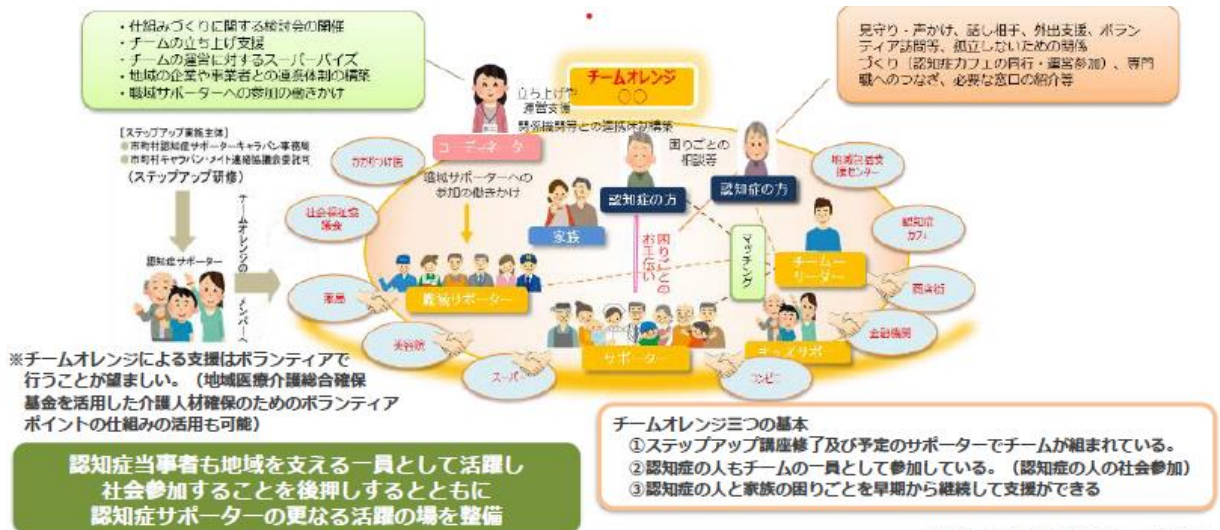 ・仕組みづくりに関する検討会の開催
・チームの立ち上げ支援
・チームの運営に対するスーパーバイズ
・地域の企業や事業者との連携体制の構築
・職域サポーターへの参加の働きかけ
チームオレンジ
〇〇
見守り・声かけ、話し相手、外出支援、ボラン
ティア訪問等、孤立しないための関係
づくり（認知症カフェの同行・運営参加）、専門
職へのつなぎ、必要な窓口の紹介等
立ち上げ
運営支援
関係機関等との連携体制構築
【ステップアップ実施主体】
●市町村認知症サポーターキャラバン事務局
●市町村キャラバン・メイト連絡協議会委託可
（ステップアップ研修）
コーディネータ
かかりつけ医
困りごとの
相談等
地域包括支
援センター
職域サポーターへの
参加の働きかけ
認知症の方
認知症の方
社会福祉協
議会
家族
認知症
カフェ
チームオレンジのメンバーへ
認知症サポーター
困りごとの
お手伝い
マッチング
チーム
リーダー
薬局
職域サポーター
商店街
美容院
サポーター
キッズサポ
金融機関
スーパー
コンビニ
※チームオレンジによる支援はボランティアで
行うことが望ましい。（地域医療介護総合確保
基金を活用した介護人材確保のためのボランティア
ポイントの仕組みの活用も可能）
認知症当事者も地域を支える一員として活躍し
社会参加することを後押しするとともに
認知症サポーターの更なる活躍の場を整備
チームオレンジ三つの基本
①ステップアップ講座修了及び予定のサポーターでチームが組まれている。
②認知症の人もチームの一員として参加している。（認知症の人の社会参加）
③認知症の人と家族の困りごとを早期から継続して支援ができる